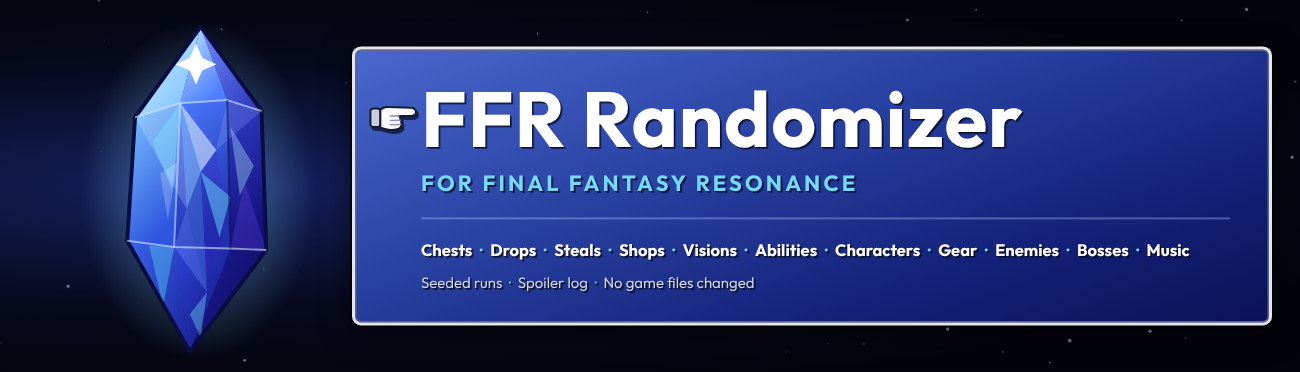 FFR Randomizer
FOR FINAL FANTASY RESONANCE
Chests · Drops · Steals · Shops · Visions · Abilities · Characters · Gear · Enemies · Bosses · Music
Seeded runs · Spoiler log · No game files changed